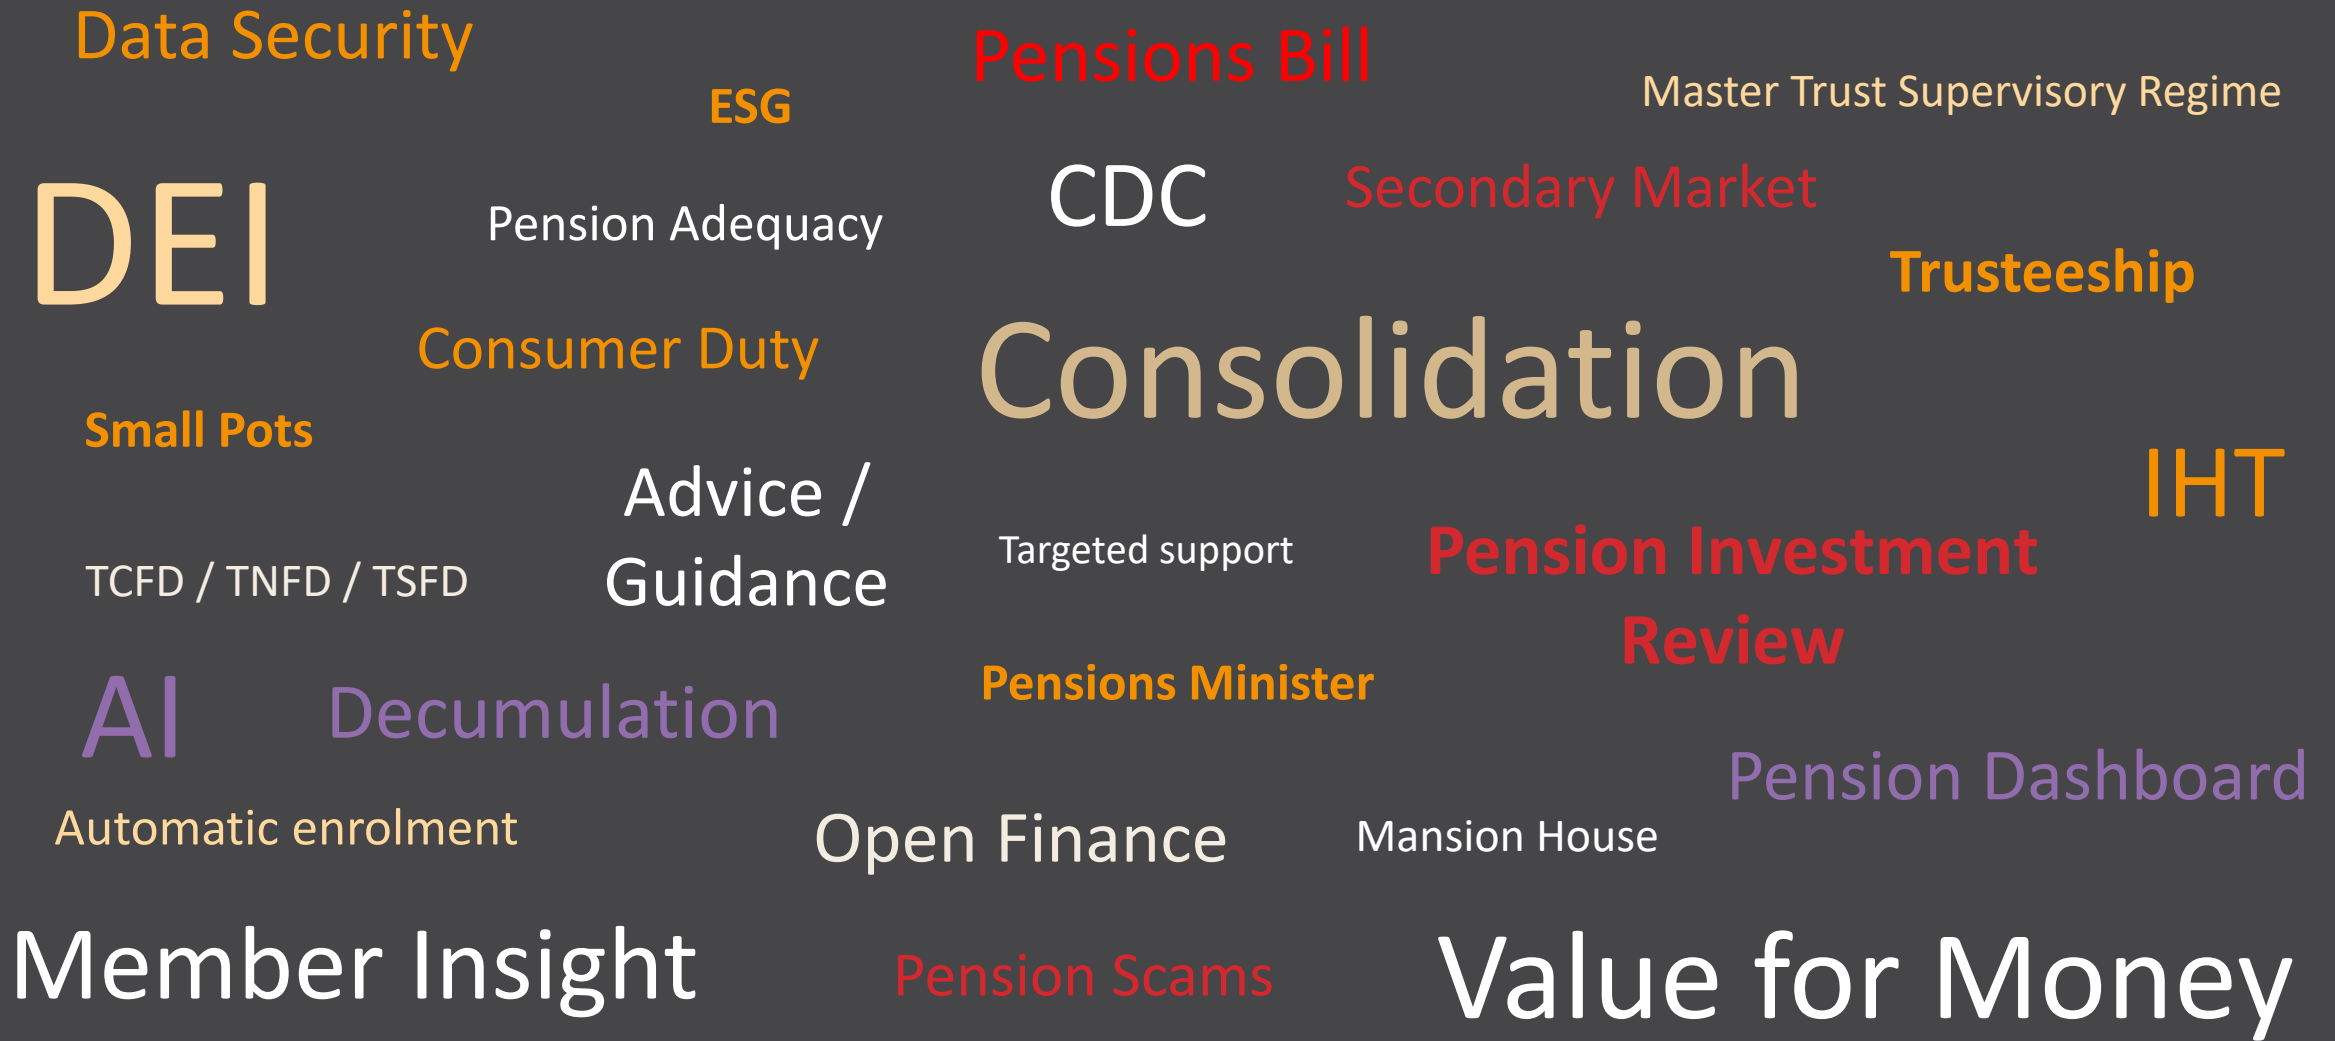 Data Security
Pensions Bill
ESG
Master Trust Supervisory Regime
DEI
Pension Adequacy
CDC
Secondary Market
Trusteeship
Consumer Duty
Consolidation
Small Pots
IHT
Advice /
Guidance
Targeted support
Pension Investment
Review
TCFD / TNFD / TSFD
AI
Decumulation
Pensions Minister
Pension Dashboard
Automatic enrolment
Open Finance
Mansion House
Member Insight
Pension Scams
Value for Money